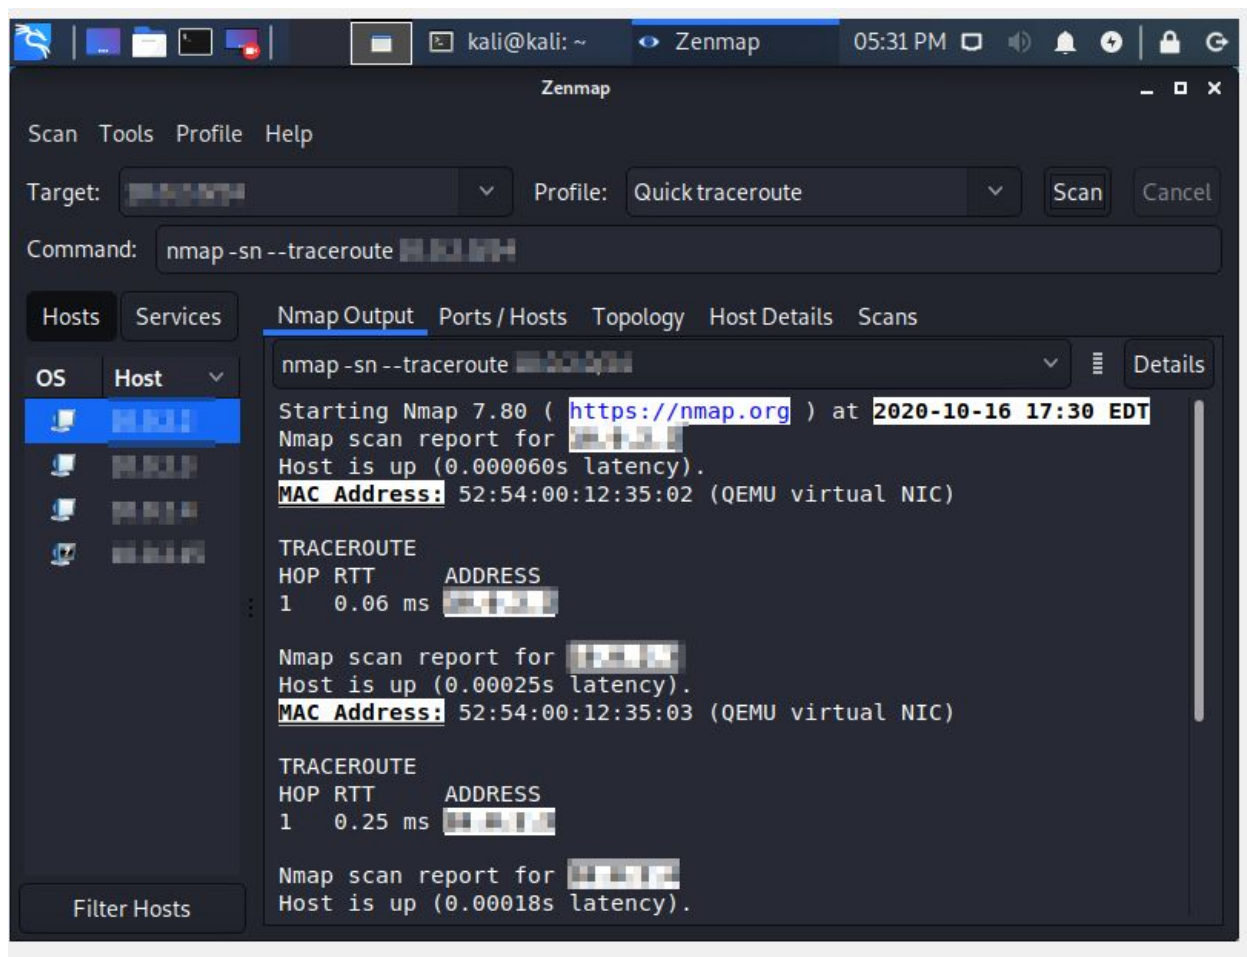 kali@kali: ~ Zenmap 05:31 PM
Zenmap
Scan Tools Profile Help
Target: Profile: Quick traceroute Scan Cancel
Command: nmap -sn --traceroute
Hosts Services Nmap Output Ports / Hosts Topology Host Details Scans
nmap -sn --traceroute Details
OS Host
Starting Nmap 7.80 ( https://nmap.org ) at 2020-10-16 17:30 EDT
Nmap scan report for
Host is up (0.000060s latency).
MAC Address: 52:54:00:12:35:02 (QEMU virtual NIC)
TRACEROUTE
HOP RTT ADDRESS
1 0.06 ms
Nmap scan report for
Host is up (0.00025s latency).
MAC Address: 52:54:00:12:35:03 (QEMU virtual NIC)
TRACEROUTE
HOP RTT ADDRESS
1 0.25 ms
Nmap scan report for
Host is up (0.00018s latency).
Filter Hosts